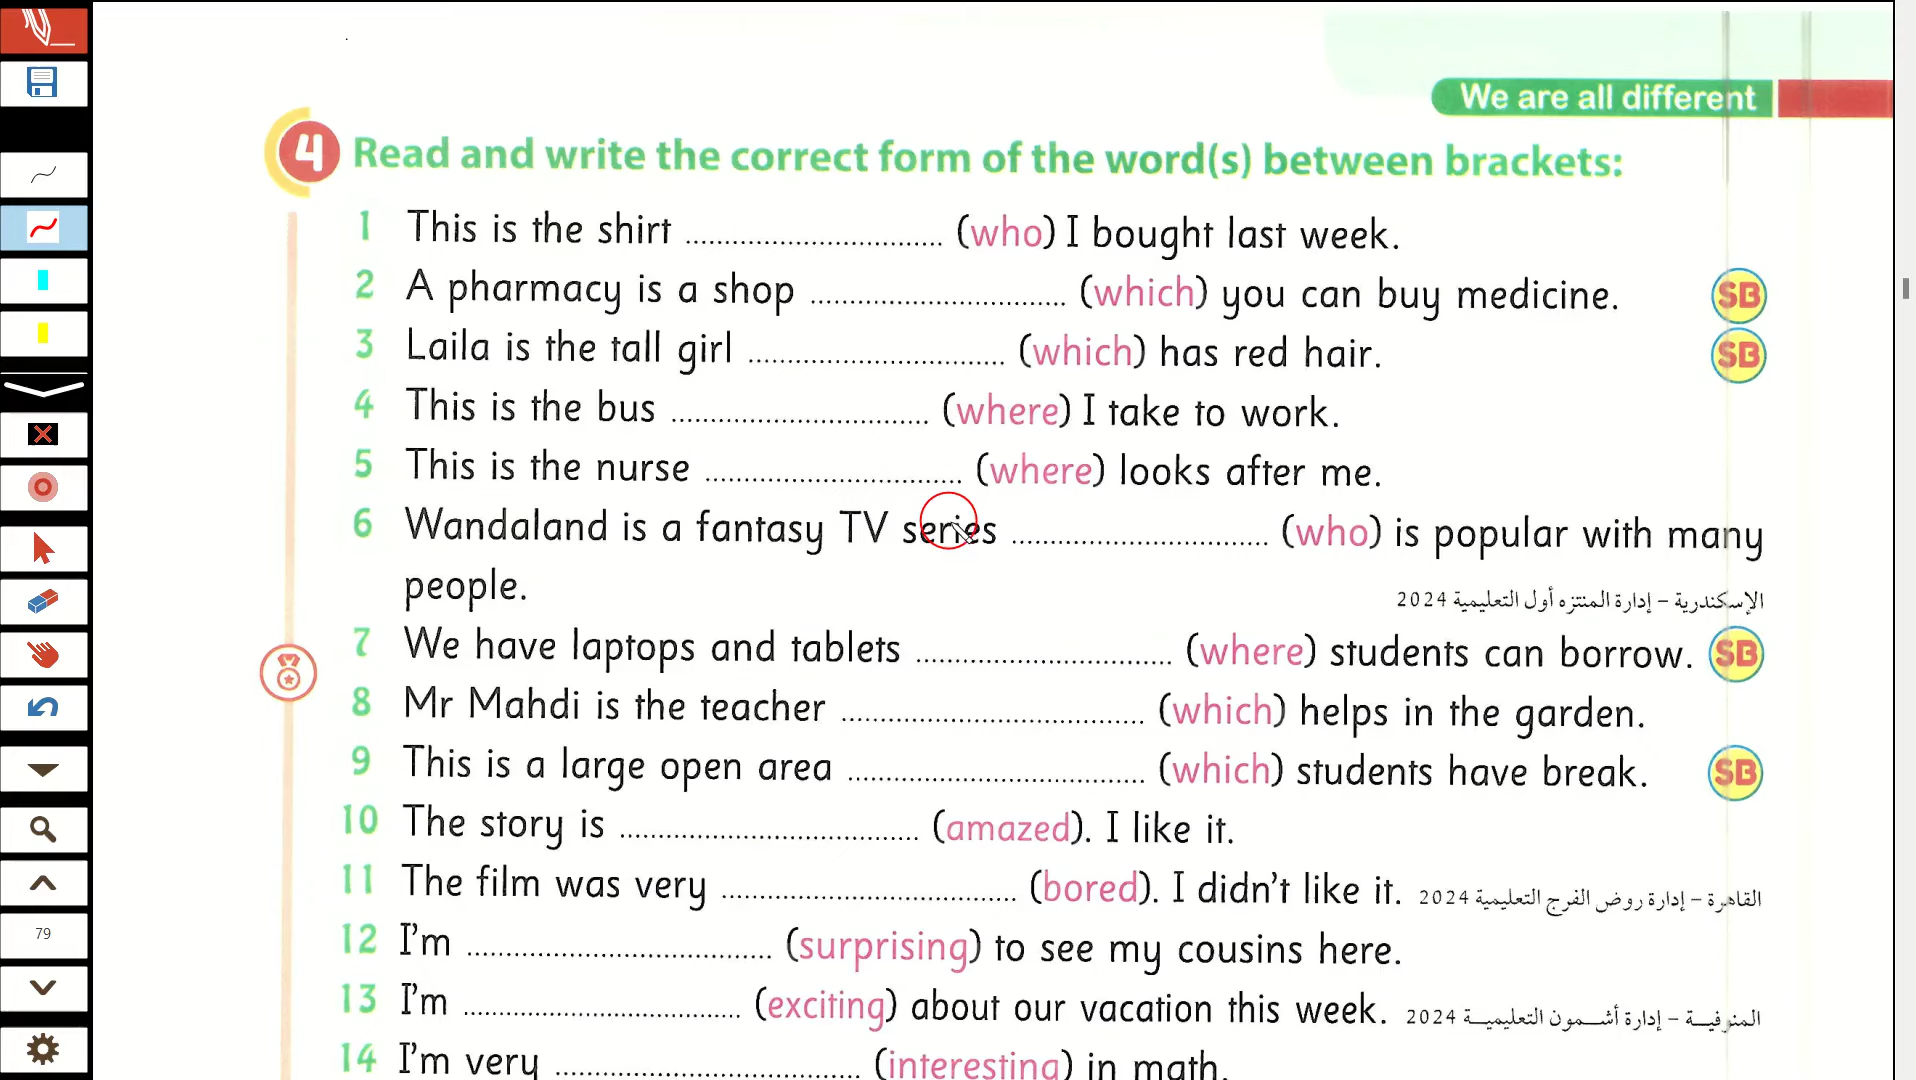 We are all different
4 Read and write the correct form of the word(s) between brackets:
1 This is the shirt ................................ (who) I bought last week.
2 A pharmacy is a shop ................................ (which) you can buy medicine. SB
3 Laila is the tall girl ................................ (which) has red hair. SB
4 This is the bus ................................ (where) I take to work.
5 This is the nurse ................................ (where) looks after me.
6 Wandaland is a fantasy TV series ................................ (who) is popular with many
people. الإسكندرية – إدارة المنتزه أول التعليمية 2024
7 We have laptops and tablets ................................ (where) students can borrow. SB
8 Mr Mahdi is the teacher ...................................... (which) helps in the garden.
9 This is a large open area ...................................... (which) students have break. SB
10 The story is ...................................... (amazed). I like it.
11 The film was very ...................................... (bored). I didn't like it. القاهرة – إدارة روض الفرج التعليمية 2024
12 I'm ...................................... (surprising) to see my cousins here.
13 I'm ................................... (exciting) about our vacation this week. المنوفيـــة – إدارة أشـــمون التعليميـــة 2024
14 I'm very ...................................... (interesting) in math.
79